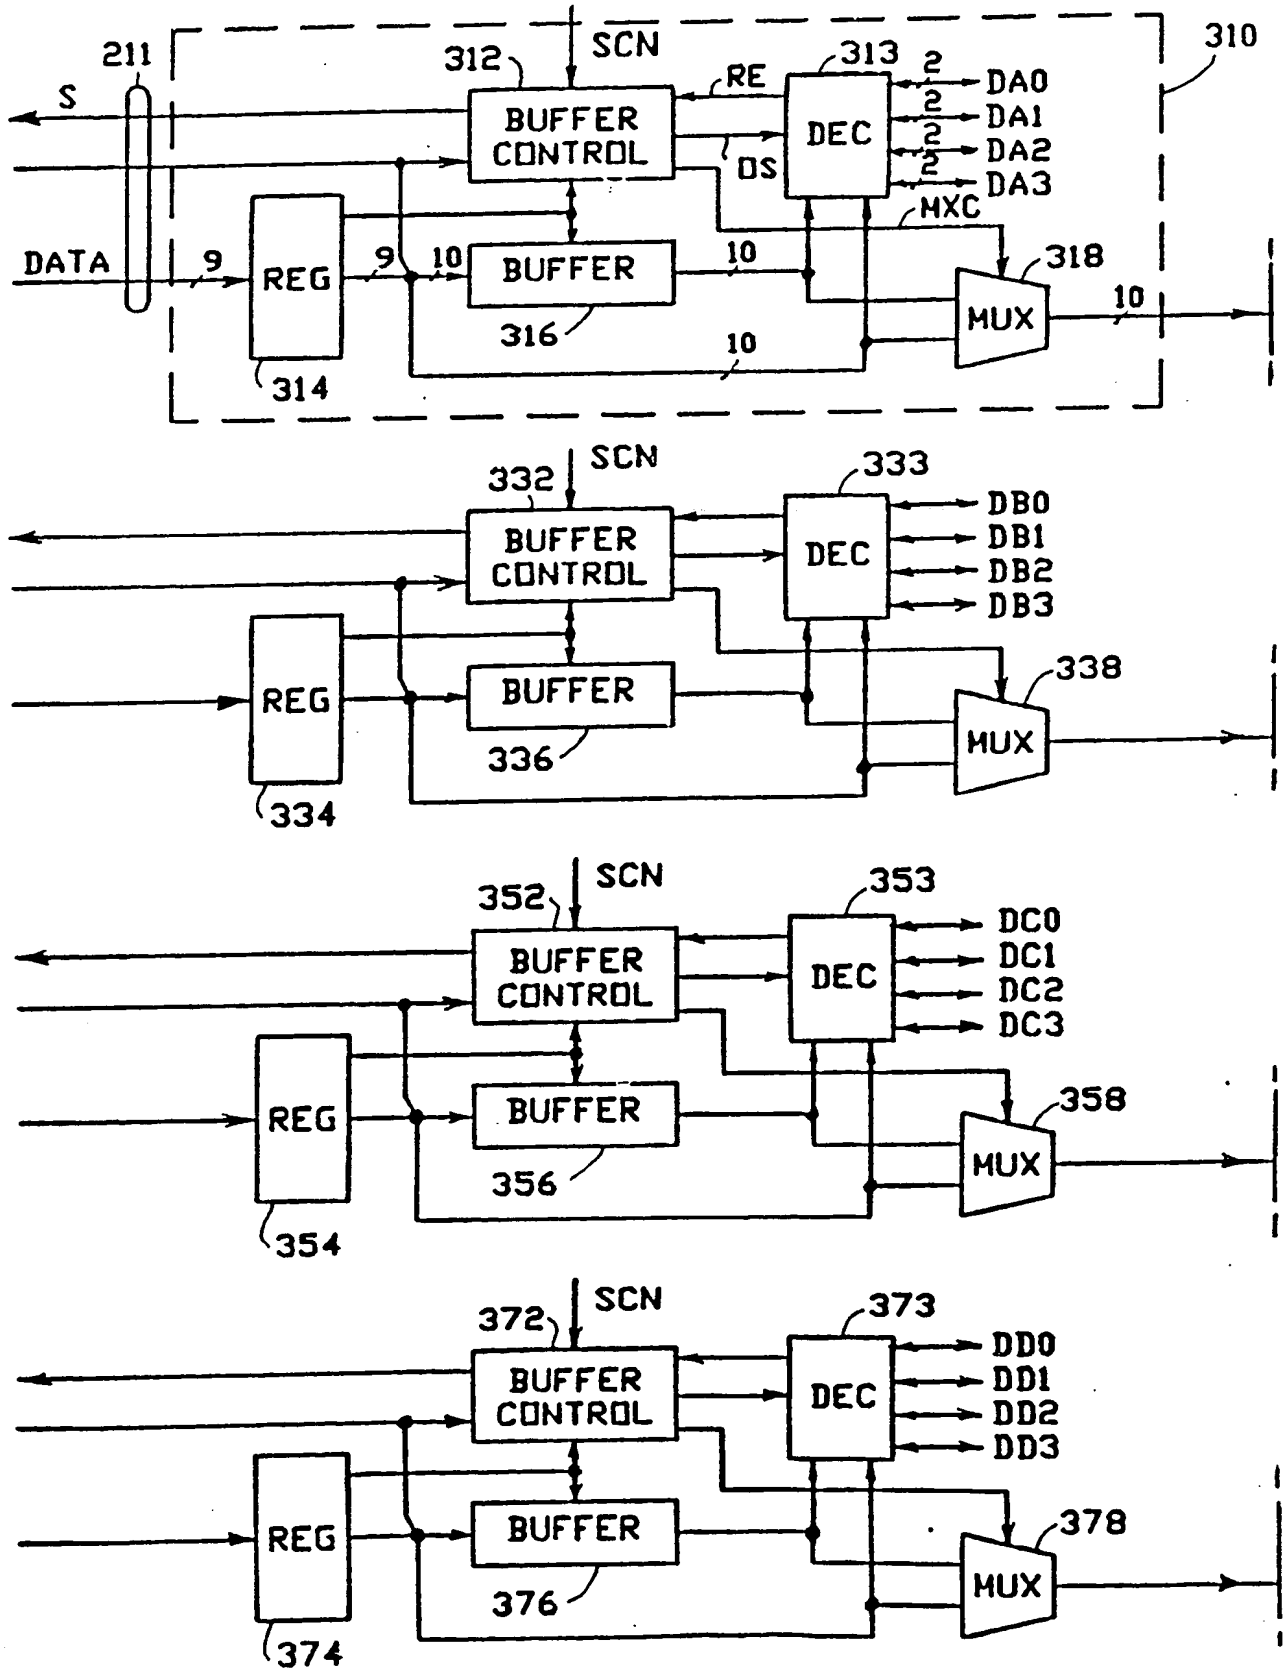 211
S
312
SCN
RE
313
2
DA0
310
BUFFER
CONTROL
DEC
2
DA1
2
DA2
OS
2
DA3
MXC
DATA
9
REG
9
10
BUFFER
10
318
MUX
10
316
10
314
332
SCN
333
BUFFER
CONTROL
DEC
DB0
DB1
DB2
DB3
REG
BUFFER
338
MUX
336
334
352
SCN
353
BUFFER
CONTROL
DEC
DC0
DC1
DC2
DC3
REG
BUFFER
358
MUX
356
354
372
SCN
373
BUFFER
CONTROL
DEC
DD0
DD1
DD2
DD3
REG
BUFFER
378
MUX
376
374